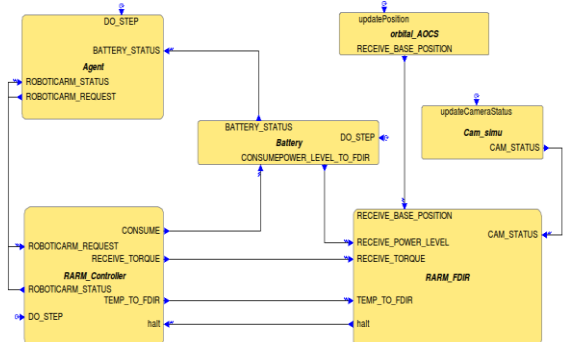 DO_STEP
BATTERY_STATUS
Agent
ROBOTICARM_STATUS
ROBOTICARM_REQUEST
updatePosition
orbital_AOCS
RECEIVE_BASE_POSITION
updateCameraStatus
Cam_simu
CAM_STATUS
BATTERY_STATUS
DO_STEP
Battery
CONSUMEPOWER_LEVEL_TO_FDIR
CONSUME
ROBOTICARM_REQUEST
RECEIVE_TORQUE
RARM_Controller
ROBOTICARM_STATUS
TEMP_TO_FDIR
DO_STEP
halt
RECEIVE_BASE_POSITION
CAM_STATUS
RECEIVE_POWER_LEVEL
RECEIVE_TORQUE
RARM_FDIR
TEMP_TO_FDIR
halt